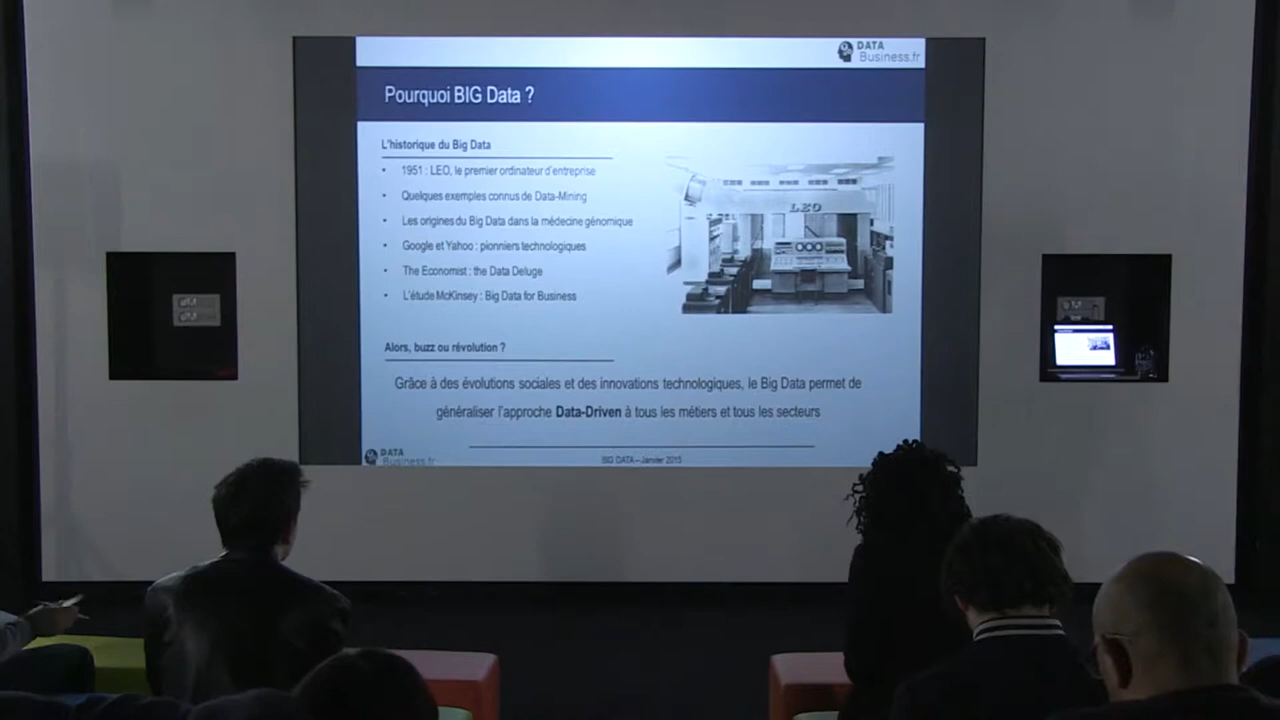 DATA
Business.fr
Pourquoi BIG Data ?
L'historique du Big Data
• 1951 : LEO, le premier ordinateur d'entreprise
• Quelques exemples connus de Data-Mining
• Les origines du Big Data dans la médecine génomique
• Google et Yahoo : pionniers technologiques
• The Economist : the Data Deluge
• L'étude McKinsey : Big Data for Business
LEO
Alors, buzz ou révolution ?
Grâce à des évolutions sociales et des innovations technologiques, le Big Data permet de
généraliser l'approche Data-Driven à tous les métiers et tous les secteurs
DATA
Business.fr
BIG DATA – Janvier 2015